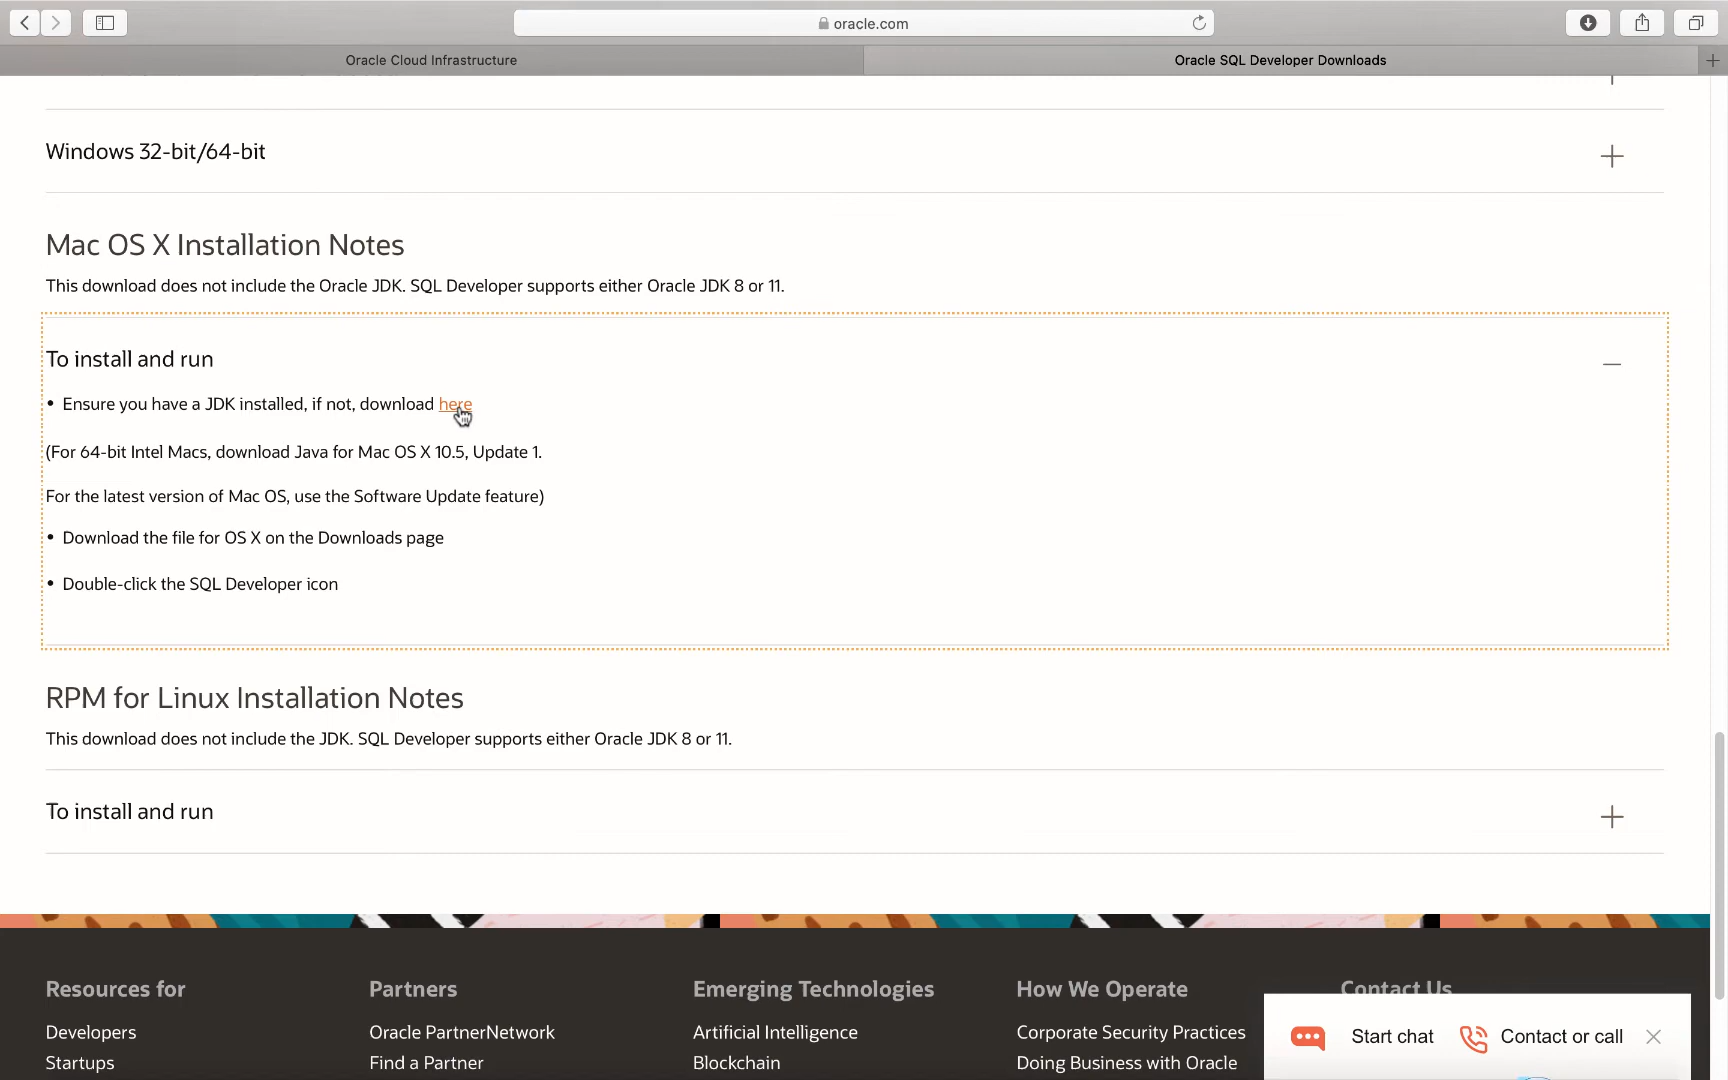 oracle.com
Oracle Cloud Infrastructure
Oracle SQL Developer Downloads
Windows 32-bit/64-bit
Mac OS X Installation Notes
This download does not include the Oracle JDK. SQL Developer supports either Oracle JDK 8 or 11.
To install and run
• Ensure you have a JDK installed, if not, download here
(For 64-bit Intel Macs, download Java for Mac OS X 10.5, Update 1.
For the latest version of Mac OS, use the Software Update feature)
• Download the file for OS X on the Downloads page
• Double-click the SQL Developer icon
RPM for Linux Installation Notes
This download does not include the JDK. SQL Developer supports either Oracle JDK 8 or 11.
To install and run
Resources for
Partners
Emerging Technologies
How We Operate
Contact Us
Developers
Oracle PartnerNetwork
Artificial Intelligence
Corporate Security Practices
Start chat
Contact or call
Startups
Find a Partner
Blockchain
Doing Business with Oracle